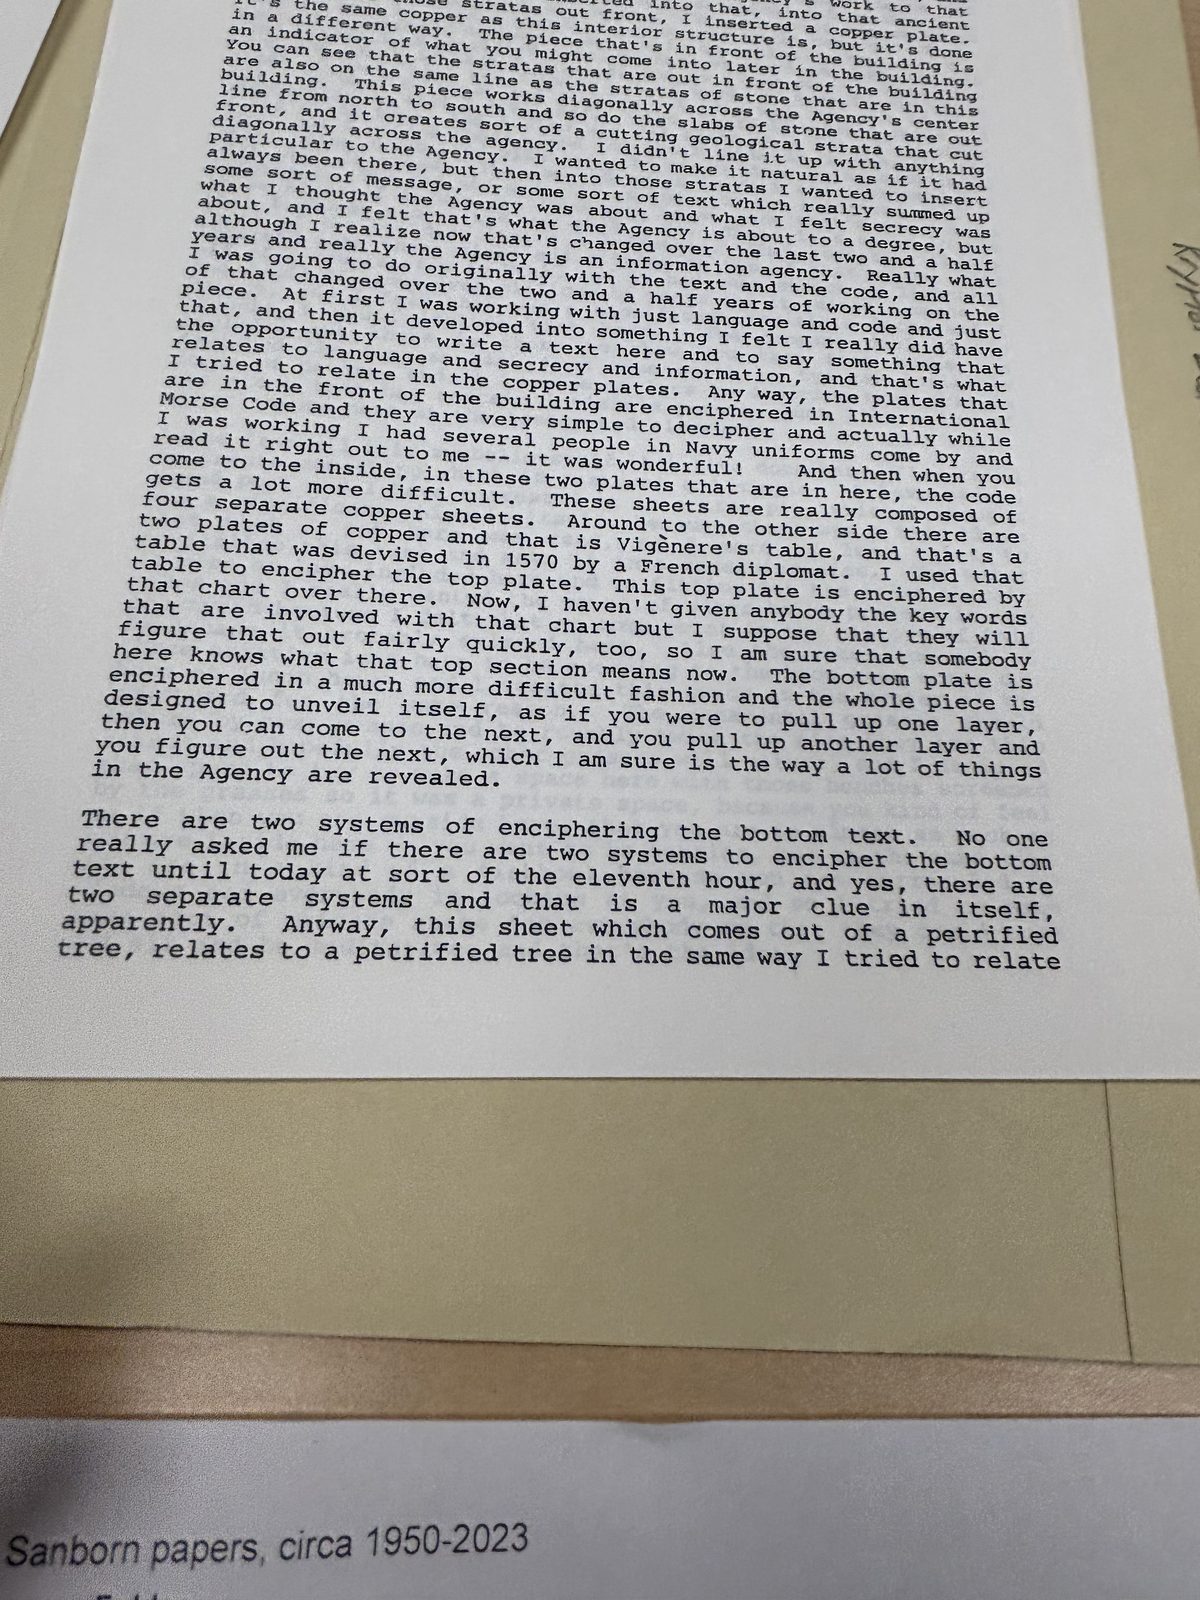 stratas out front, I inserted a copper plate.
It's the same copper as this interior structure is, but it's done
in a different way. The piece that's in front of the building is
an indicator of what you might come into later in the building.
You can see that the stratas that are out in front of the building
are also on the same line as the stratas of stone that are in this
building. This piece works diagonally across the Agency's center
line from north to south and so do the slabs of stone that are out
front, and it creates sort of a cutting geological strata that cut
diagonally across the agency. I didn't line it up with anything
particular to the Agency. I wanted to make it natural as if it had
always been there, but then into those stratas I wanted to insert
some sort of message, or some sort of text which really summed up
what I thought the Agency was about and what I felt secrecy was
about, and I felt that's what the Agency is about to a degree, but
although I realize now that's changed over the last two and a half
years and really the Agency is an information agency. Really what
I was going to do originally with the text and the code, and all
of that changed over the two and a half years of working on the
piece. At first I was working with just language and code and just
that, and then it developed into something I felt I really did have
the opportunity to write a text here and to say something that
relates to language and secrecy and information, and that's what
I tried to relate in the copper plates. Any way, the plates that
are in the front of the building are enciphered in International
Morse Code and they are very simple to decipher and actually while
I was working I had several people in Navy uniforms come by and
read it right out to me -- it was wonderful! And then when you
come to the inside, in these two plates that are in here, the code
gets a lot more difficult. These sheets are really composed of
four separate copper sheets. Around to the other side there are
two plates of copper and that is Vigènere's table, and that's a
table that was devised in 1570 by a French diplomat. I used that
table to encipher the top plate. This top plate is enciphered by
that chart over there. Now, I haven't given anybody the key words
that are involved with that chart but I suppose that they will
figure that out fairly quickly, too, so I am sure that somebody
here knows what that top section means now. The bottom plate is
enciphered in a much more difficult fashion and the whole piece is
designed to unveil itself, as if you were to pull up one layer,
then you can come to the next, and you pull up another layer and
you figure out the next, which I am sure is the way a lot of things
in the Agency are revealed.
There are two systems of enciphering the bottom text. No one
really asked me if there are two systems to encipher the bottom
text until today at sort of the eleventh hour, and yes, there are
two separate systems and that is a major clue in itself,
apparently. Anyway, this sheet which comes out of a petrified
tree, relates to a petrified tree in the same way I tried to relate
Sanborn papers, circa 1950-2023